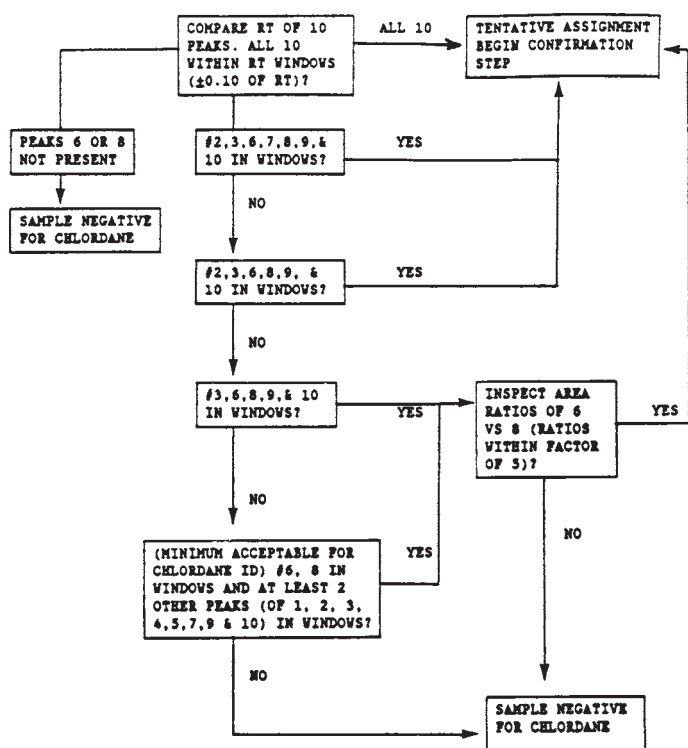 COMPARE RT OF 10
PEAKS. ALL 10
WITHIN RT WINDOWS
(±0.10 OF RT)?
ALL 10
TENTATIVE ASSIGNMENT
BEGIN CONFIRMATION
STEP
PEAKS 6 OR 8
NOT PRESENT
#2,3,6,7,8,9,&
10 IN WINDOWS?
YES
SAMPLE NEGATIVE
FOR CHLORDANE
NO
#2,3,6,8,9, &
10 IN WINDOWS?
YES
NO
#3,6,8,9,& 10
IN WINDOWS?
YES
INSPECT AREA
RATIOS OF 6
VS 8 (RATIOS
WITHIN FACTOR
OF 5)?
YES
NO
(MINIMUM ACCEPTABLE FOR
CHLORDANE ID) #6, 8 IN
WINDOWS AND AT LEAST 2
OTHER PEAKS (OF 1, 2, 3,
4,5,7,9 & 10) IN WINDOWS?
YES
NO
NO
SAMPLE NEGATIVE
FOR CHLORDANE